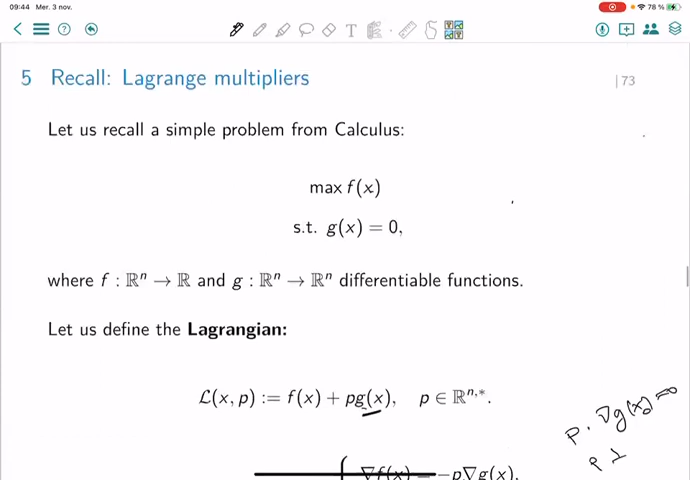 09:44 Mer. 3 nov. 78 %
5 Recall: Lagrange multipliers |73
Let us recall a simple problem from Calculus:
max f(x)
s.t. g(x) = 0,
where f : ℝⁿ → ℝ and g : ℝⁿ → ℝⁿ differentiable functions.
Let us define the Lagrangian:
ℒ(x, p) := f(x) + pg(x), p ∈ ℝⁿ,*.
p · ∇g(x) = 0
p ⊥
∇f(x) = −p∇g(x),